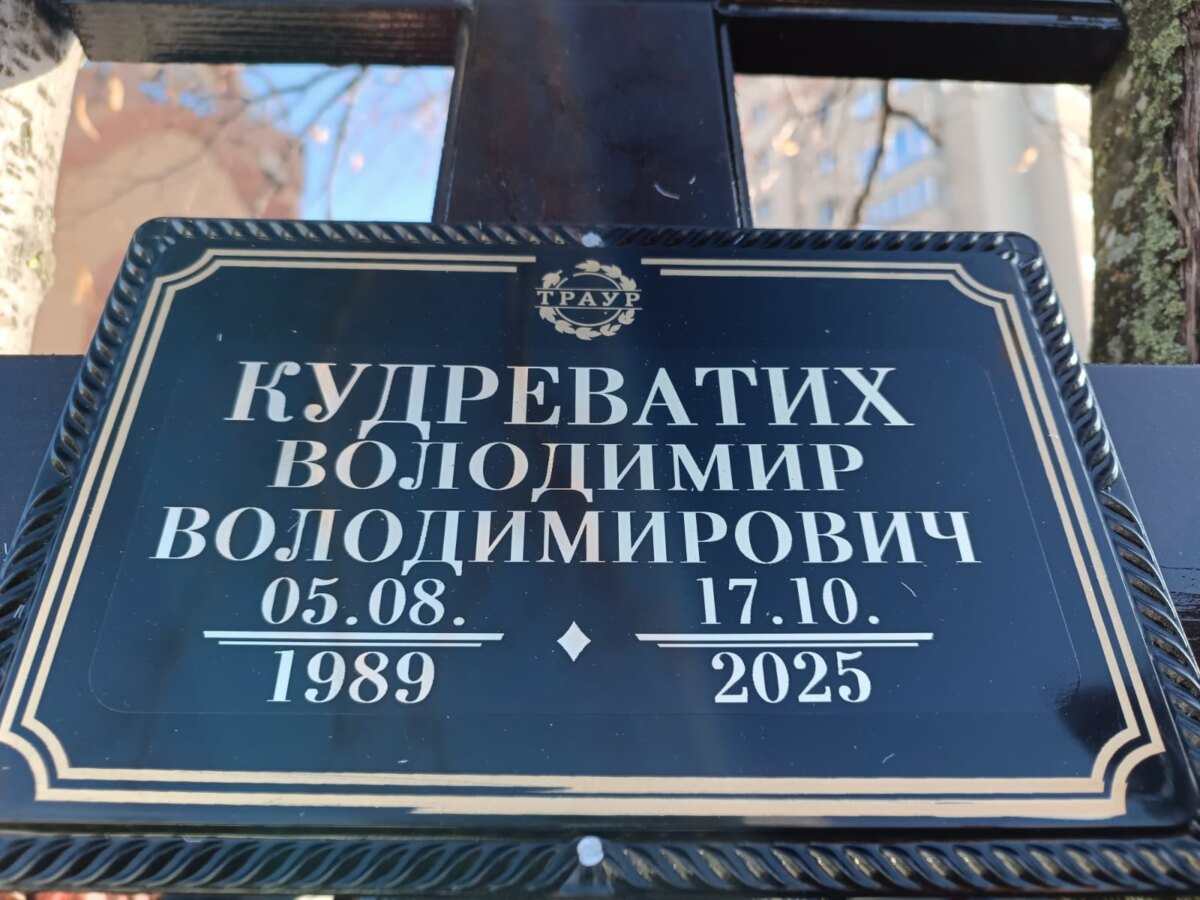 ТРАУР
КУДРЕВАТИХ
ВОЛОДИМИР
ВОЛОДИМИРОВИЧ
05.08. 17.10.
1989 2025